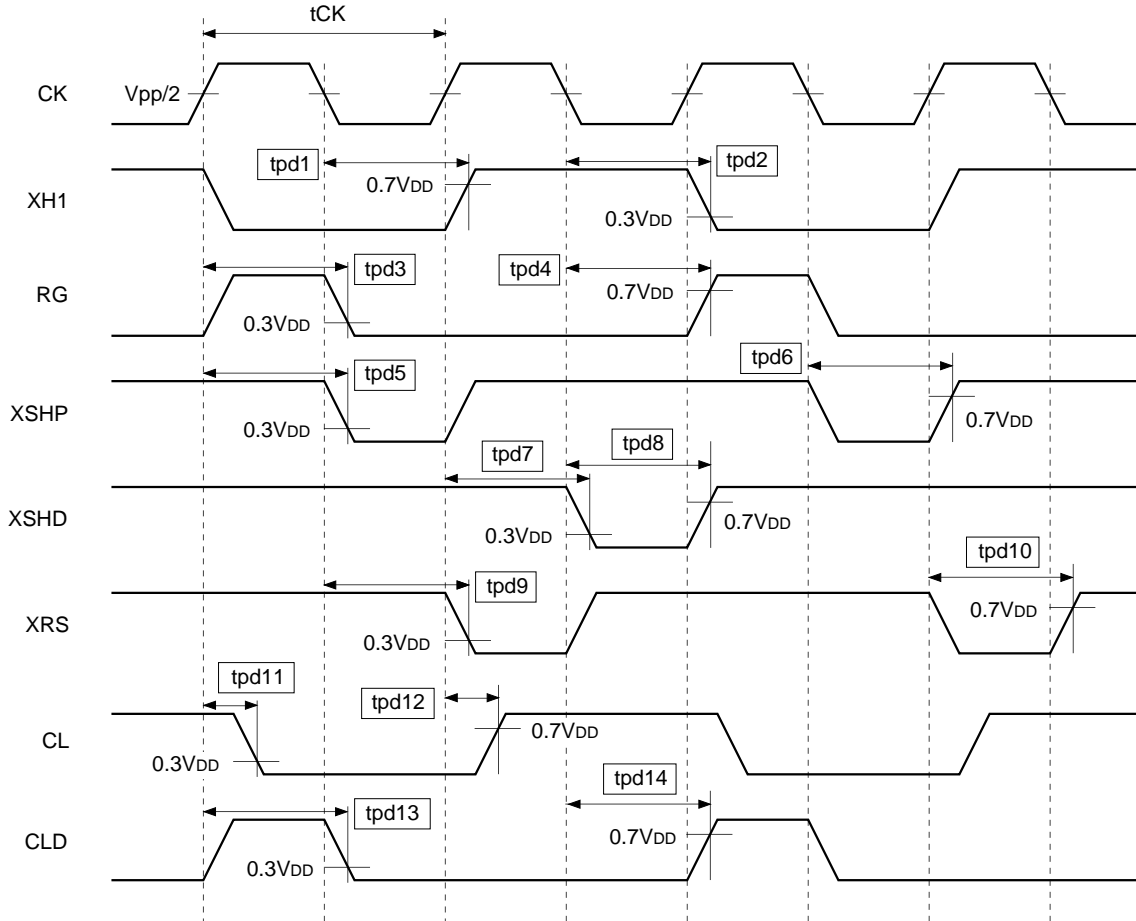 tCK
CK
Vpp/2
tpd1
0.7VDD
tpd2
XH1
0.3VDD
tpd3
tpd4
RG
0.7VDD
0.3VDD
tpd5
tpd6
XSHP
0.3VDD
0.7VDD
tpd7
tpd8
XSHD
0.3VDD
0.7VDD
tpd9
tpd10
XRS
0.3VDD
0.7VDD
tpd11
tpd12
CL
0.3VDD
0.7VDD
tpd13
tpd14
CLD
0.3VDD
0.7VDD